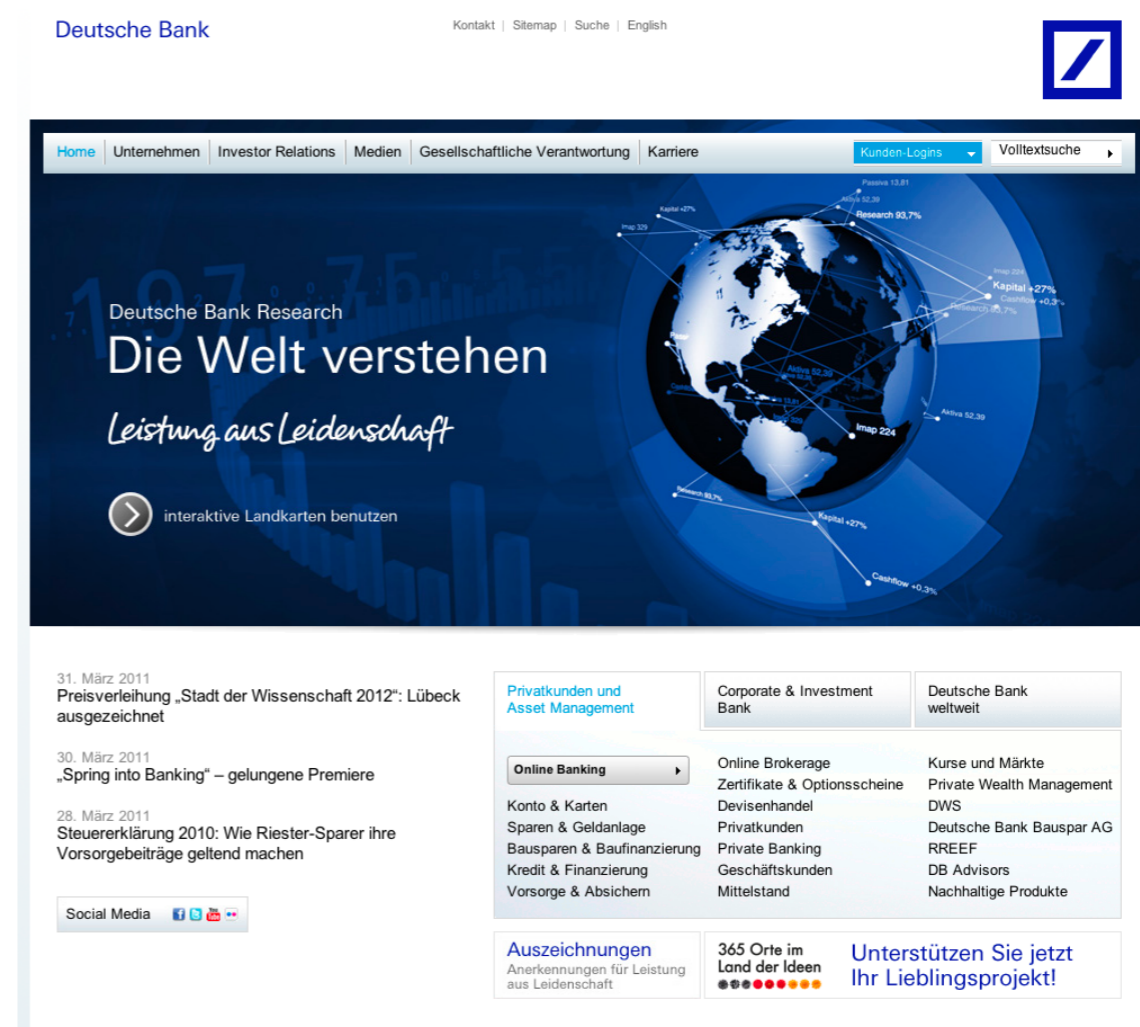 Deutsche Bank
Kontakt | Sitemap | Suche | English
Home | Unternehmen | Investor Relations | Medien | Gesellschaftliche Verantwortung | Karriere
Kunden-Logins
Volltextsuche
Passiva 13,81
Aktiva 52,39
Kapital +27%
Research 93,7%
Imap 329
Imap 224
Kapital +27%
Cashflow +0,3%
Research 93,7%
Deutsche Bank Research
Die Welt verstehen
Aktiva 52,39
Aktiva 52,39
Leistung aus Leidenschaft
Imap 224
Research 93,7%
Kapital +27%
interaktive Landkarten benutzen
Cashflow +0,3%
31. März 2011
Preisverleihung „Stadt der Wissenschaft 2012“: Lübeck
ausgezeichnet
30. März 2011
„Spring into Banking“ – gelungene Premiere
28. März 2011
Steuererklärung 2010: Wie Riester-Sparer ihre
Vorsorgebeiträge geltend machen
Social Media
Privatkunden und
Asset Management
Corporate & Investment
Bank
Deutsche Bank
weltweit
Online Banking
Konto & Karten
Sparen & Geldanlage
Bausparen & Baufinanzierung
Kredit & Finanzierung
Vorsorge & Absichern
Online Brokerage
Zertifikate & Optionsscheine
Devisenhandel
Privatkunden
Private Banking
Geschäftskunden
Mittelstand
Kurse und Märkte
Private Wealth Management
DWS
Deutsche Bank Bauspar AG
RREEF
DB Advisors
Nachhaltige Produkte
Auszeichnungen
Anerkennungen für Leistung
aus Leidenschaft
365 Orte im
Land der Ideen
Unterstützen Sie jetzt
Ihr Lieblingsprojekt!